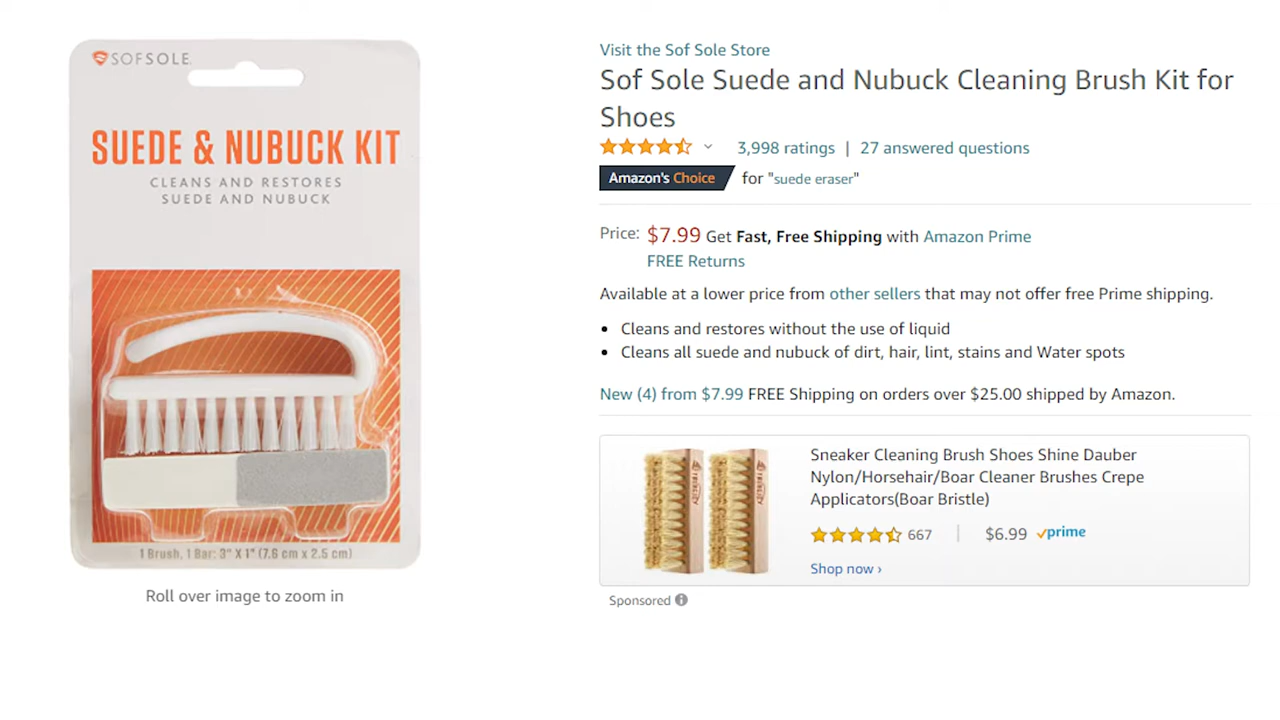 SOFSOLE
SUEDE & NUBUCK KIT
CLEANS AND RESTORES
SUEDE AND NUBUCK
1 Brush, 1 Bar: 3" X 1" (7.6 cm x 2.5 cm)
Roll over image to zoom in
Visit the Sof Sole Store
Sof Sole Suede and Nubuck Cleaning Brush Kit for
Shoes
3,998 ratings | 27 answered questions
Amazon's Choice for "suede eraser"
Price: $7.99 Get Fast, Free Shipping with Amazon Prime
FREE Returns
Available at a lower price from other sellers that may not offer free Prime shipping.
• Cleans and restores without the use of liquid
• Cleans all suede and nubuck of dirt, hair, lint, stains and Water spots
New (4) from $7.99 FREE Shipping on orders over $25.00 shipped by Amazon.
Sneaker Cleaning Brush Shoes Shine Dauber
Nylon/Horsehair/Boar Cleaner Brushes Crepe
Applicators(Boar Bristle)
667 | $6.99 prime
Shop now ›
Sponsored